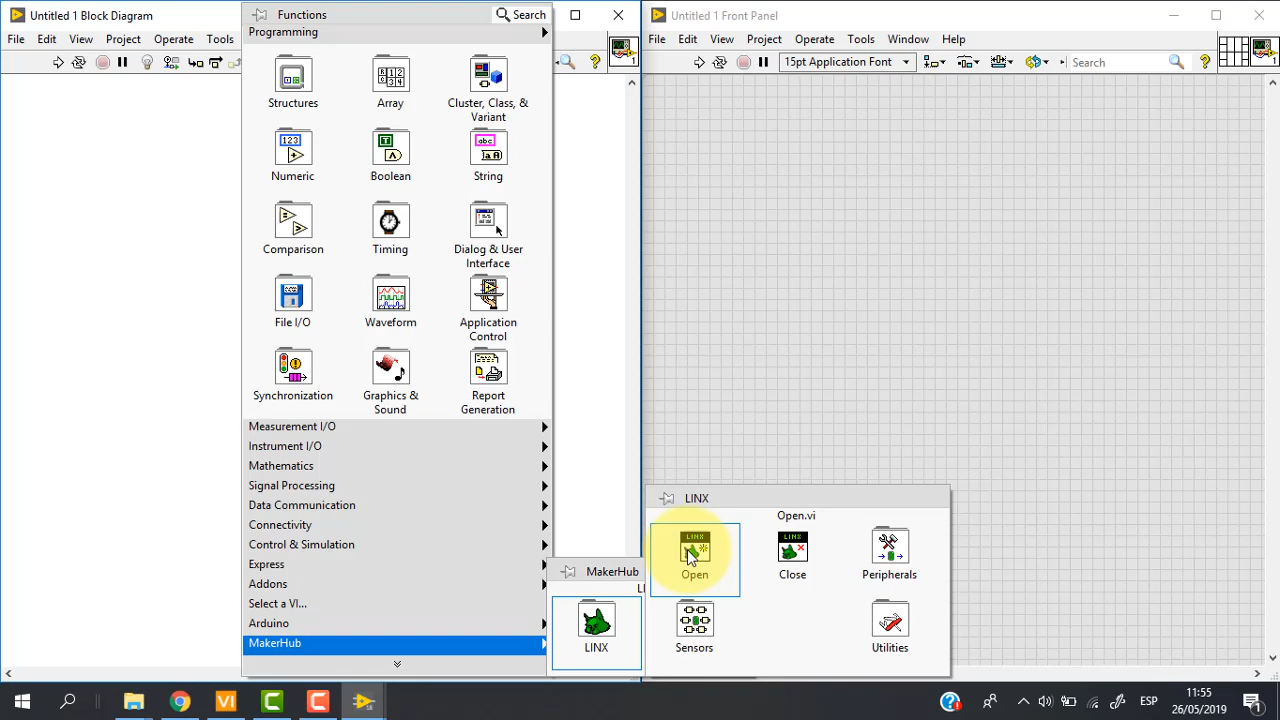 Untitled 1 Block Diagram
File Edit View Project Operate Tools
Functions
Search
Programming
Structures
Array
Cluster, Class, &
Variant
Numeric
Boolean
String
Comparison
Timing
Dialog & User
Interface
File I/O
Waveform
Application
Control
Synchronization
Graphics &
Sound
Report
Generation
Measurement I/O
Instrument I/O
Mathematics
Signal Processing
Data Communication
Connectivity
Control & Simulation
Express
Addons
Select a VI...
Arduino
MakerHub
MakerHub
LINX
Untitled 1 Front Panel
File Edit View Project Operate Tools Window Help
15pt Application Font
Search
LINX
Open.vi
LINX
Open
LINX
Close
Peripherals
Sensors
Utilities
VI
ESP
11:55
26/05/2019
1